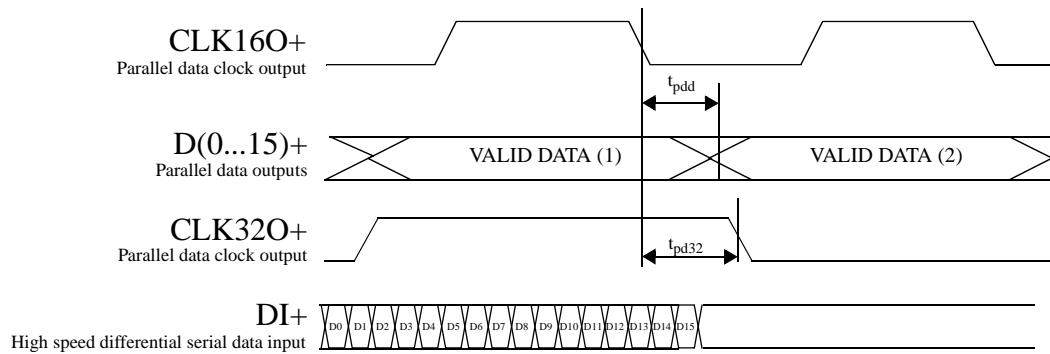 CLK16O+
Parallel data clock output
t_pdd
D(0...15)+
Parallel data outputs
VALID DATA (1)
VALID DATA (2)
CLK32O+
Parallel data clock output
t_pd32
DI+
High speed differential serial data input
D0 D1 D2 D3 D4 D5 D6 D7 D8 D9 D10 D11 D12 D13 D14 D15